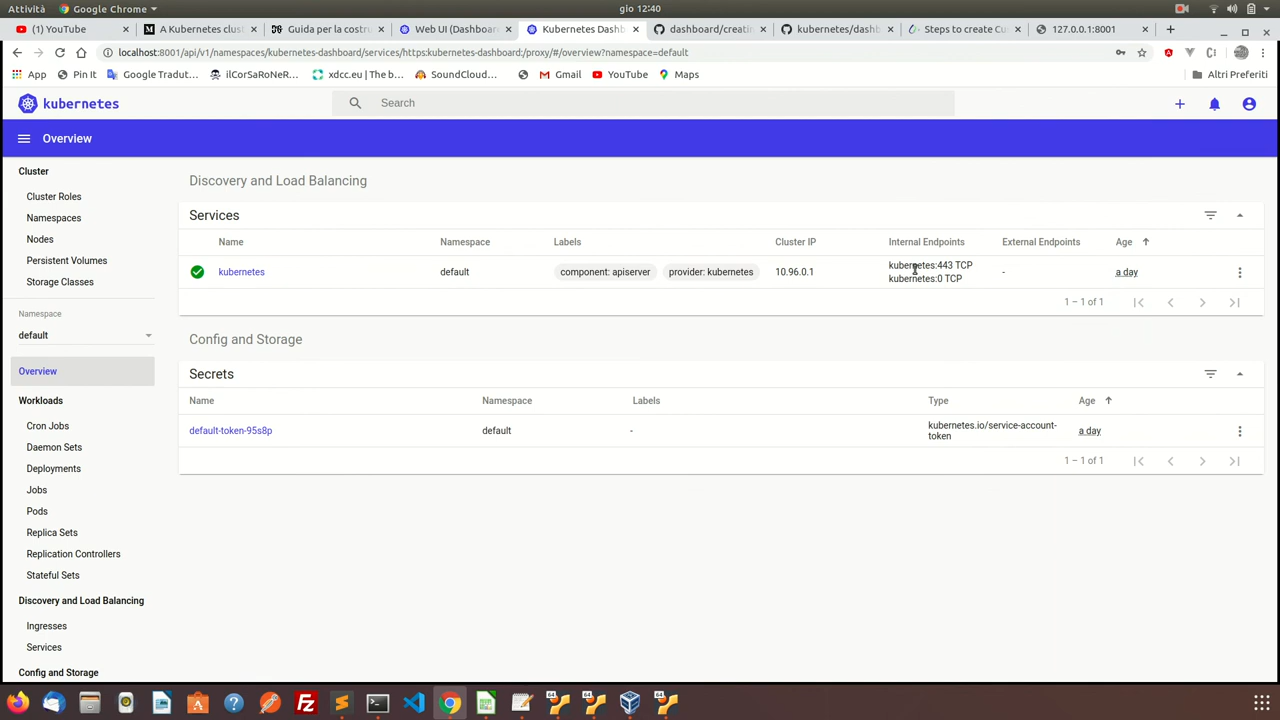 Attività
Google Chrome
gio 12:40
(1) YouTube
A Kubernetes clust
Guida per la costru
Web UI (Dashboar
Kubernetes Dashb
dashboard/creatin
kubernetes/dashb
Steps to create Cu
127.0.0.1:8001
localhost:8001/api/v1/namespaces/kubernetes-dashboard/services/https:kubernetes-dashboard:/proxy/#/overview?namespace=default
App
Pin It
Google Tradut...
ilCorSaRoNeR...
xdcc.eu | The b...
SoundCloud...
Gmail
YouTube
Maps
Altri Preferiti
kubernetes
Search
Overview
Cluster
Cluster Roles
Namespaces
Nodes
Persistent Volumes
Storage Classes
Namespace
default
Overview
Workloads
Cron Jobs
Daemon Sets
Deployments
Jobs
Pods
Replica Sets
Replication Controllers
Stateful Sets
Discovery and Load Balancing
Ingresses
Services
Config and Storage
Discovery and Load Balancing
Services
Name Namespace Labels Cluster IP Internal Endpoints External Endpoints Age
kubernetes default component: apiserver provider: kubernetes 10.96.0.1 kubernetes:443 TCP - a day
kubernetes:0 TCP
1 – 1 of 1
Config and Storage
Secrets
Name Namespace Labels Type Age
default-token-95s8p default - kubernetes.io/service-account- a day
token
1 – 1 of 1